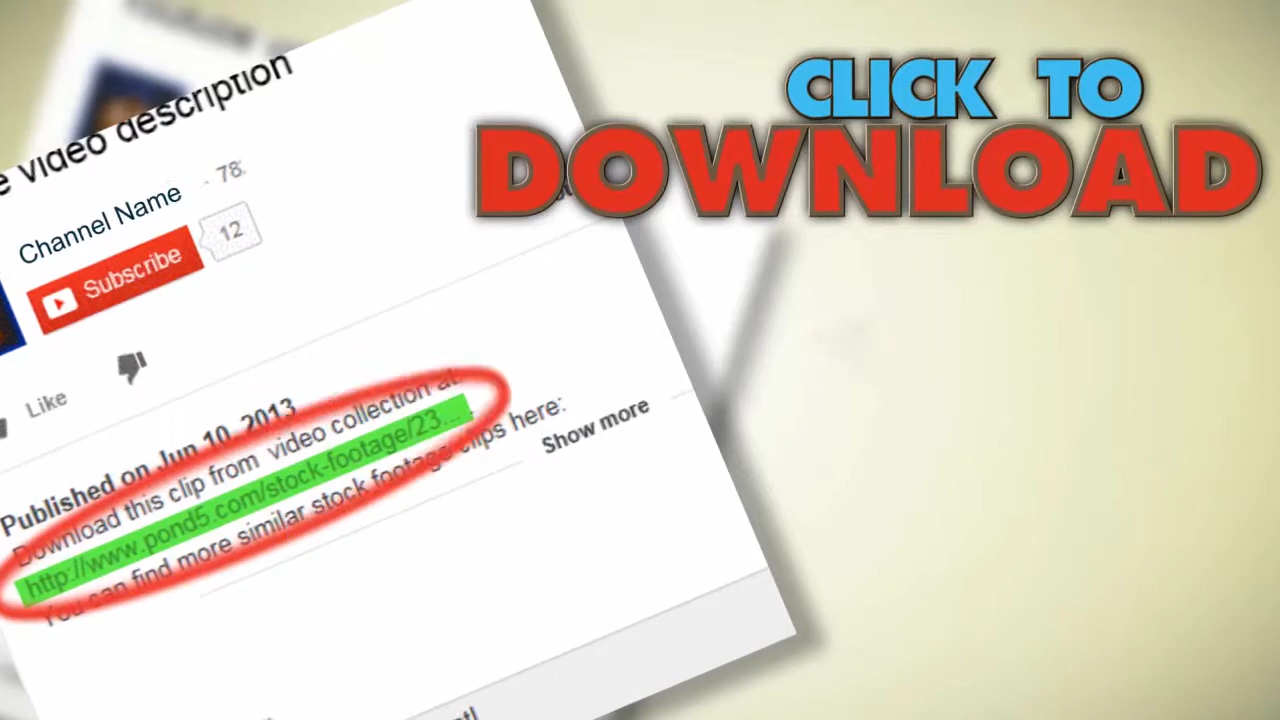 CLICK TO
DOWNLOAD
e video description
Channel Name
78
Subscribe
12
Like
Published on Jun 10, 2013
Download this clip from video collection at
http://www.pond5.com/stock-footage/23...
You can find more similar stock footage clips here:
Show more